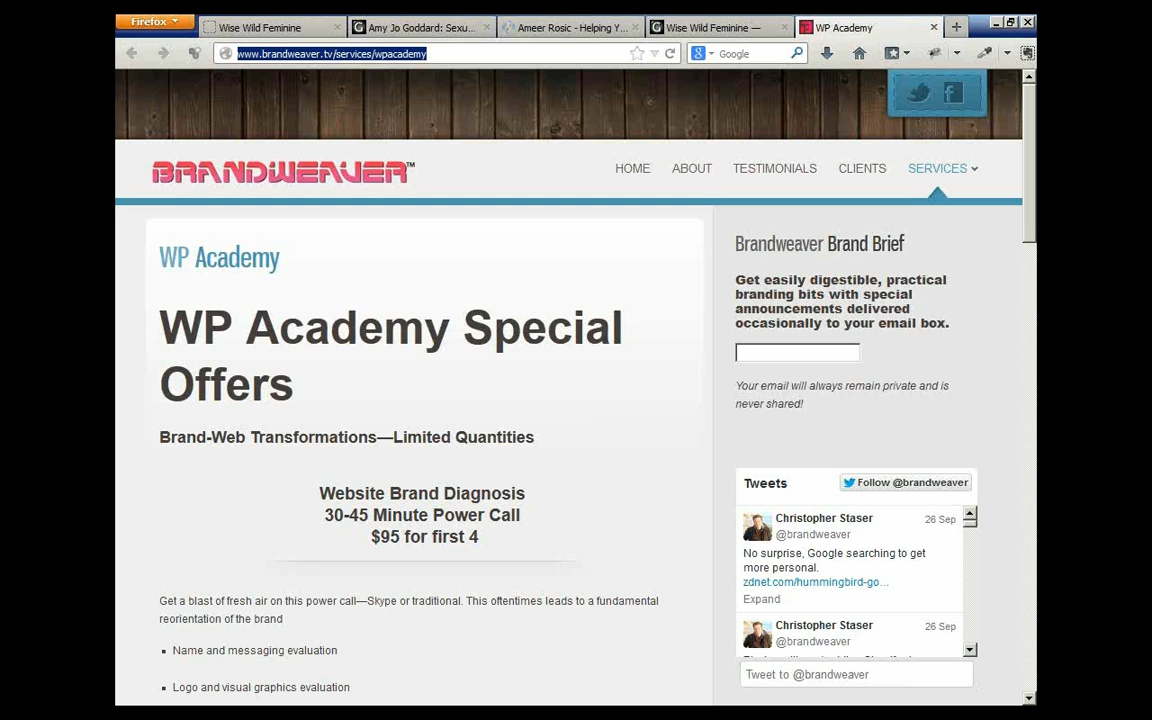 Firefox
Wise Wild Feminine
Amy Jo Goddard: Sexu...
Ameer Rosic - Helping Y...
Wise Wild Feminine —
WP Academy
www.brandweaver.tv/services/wpacademy
Google
BRANDWEAVER™
HOME
ABOUT
TESTIMONIALS
CLIENTS
SERVICES
WP Academy
WP Academy Special
Offers
Brand-Web Transformations—Limited Quantities
Website Brand Diagnosis
30-45 Minute Power Call
$95 for first 4
Get a blast of fresh air on this power call—Skype or traditional. This oftentimes leads to a fundamental
reorientation of the brand
Name and messaging evaluation
Logo and visual graphics evaluation
Brandweaver Brand Brief
Get easily digestible, practical
branding bits with special
announcements delivered
occasionally to your email box.
Your email will always remain private and is
never shared!
Tweets
Follow @brandweaver
Christopher Staser
26 Sep
@brandweaver
No surprise, Google searching to get
more personal.
zdnet.com/hummingbird-go...
Expand
Christopher Staser
26 Sep
@brandweaver
Tweet to @brandweaver